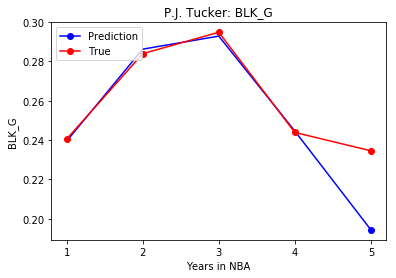 P.J. Tucker: BLK_G
Prediction
True
BLK_G
0.30
0.28
0.26
0.24
0.22
0.20
1 2 3 4 5
Years in NBA